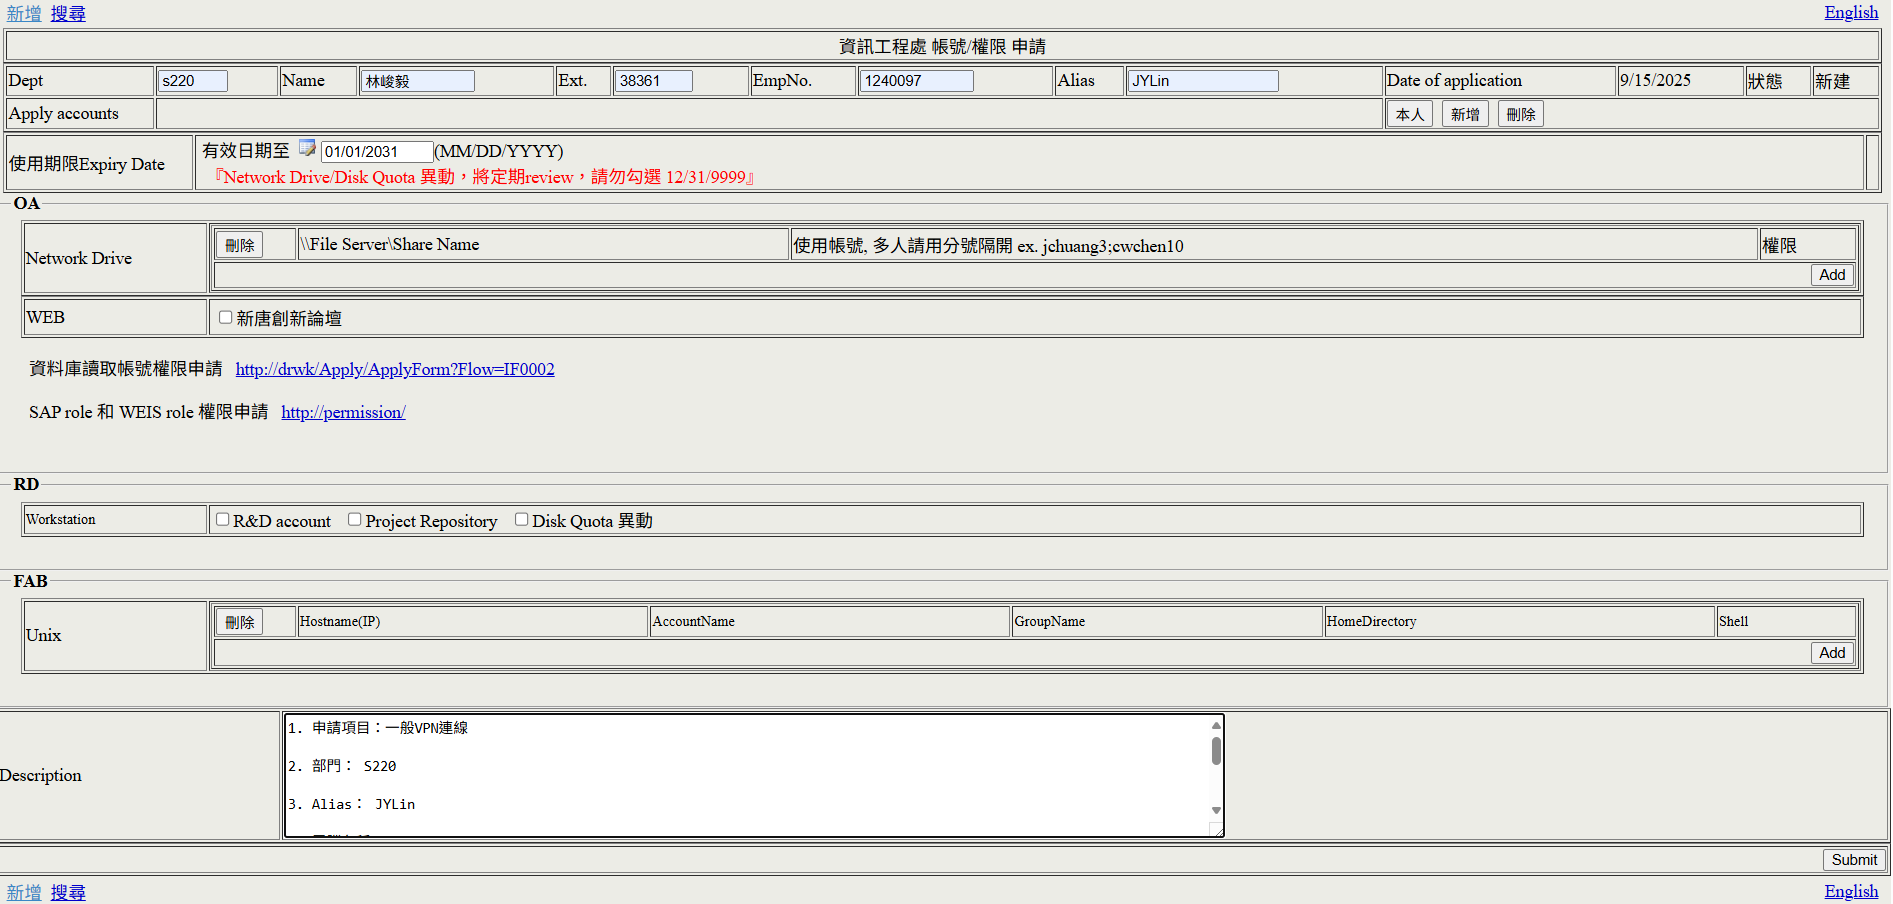 新增 搜尋 English
資訊工程處 帳號/權限 申請
Dept s220 Name 林峻毅 Ext. 38361 EmpNo. 1240097 Alias JYLin Date of application 9/15/2025 狀態 新建
Apply accounts 本人 新增 刪除
使用期限Expiry Date 有效日期至 01/01/2031 (MM/DD/YYYY)
『Network Drive/Disk Quota 異動，將定期review，請勿勾選 12/31/9999』
OA
Network Drive 刪除 \\File Server\Share Name 使用帳號, 多人請用分號隔開 ex. jchuang3;cwchen10 權限
Add
WEB 新唐創新論壇
資料庫讀取帳號權限申請 http://drwk/Apply/ApplyForm?Flow=IF0002
SAP role 和 WEIS role 權限申請 http://permission/
RD
Workstation R&D account Project Repository Disk Quota 異動
FAB
Unix 刪除 Hostname(IP) AccountName GroupName HomeDirectory Shell
Add
Description
1. 申請項目：一般VPN連線
2. 部門： S220
3. Alias： JYLin
Submit
新增 搜尋 English